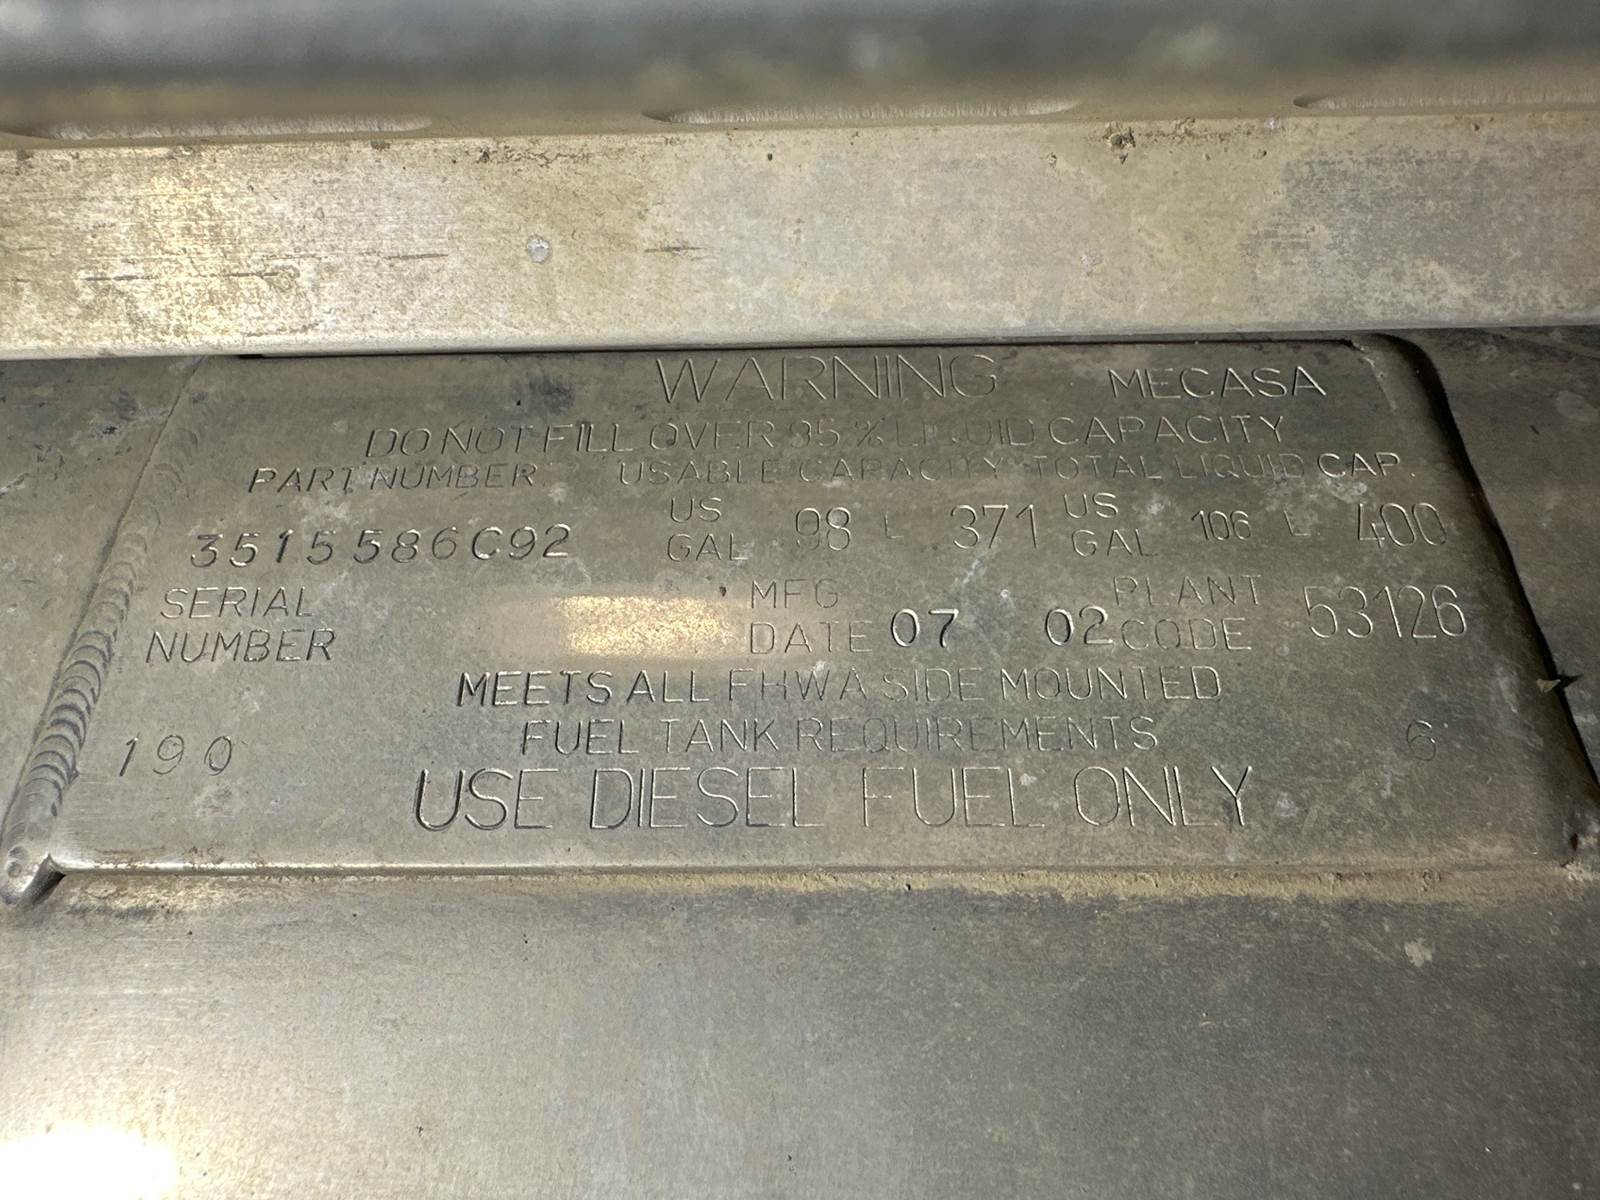 WARNING MECASA
DO NOT FILL OVER 95% LIQUID CAPACITY
PART NUMBER USABLE CAPACITY TOTAL LIQUID CAP.
3515586C92 US GAL 98 L 371 US GAL 106 L 400
SERIAL NUMBER MFG DATE 07 02 PLANT CODE 53126
MEETS ALL FHWA SIDE MOUNTED
190 FUEL TANK REQUIREMENTS 6
USE DIESEL FUEL ONLY